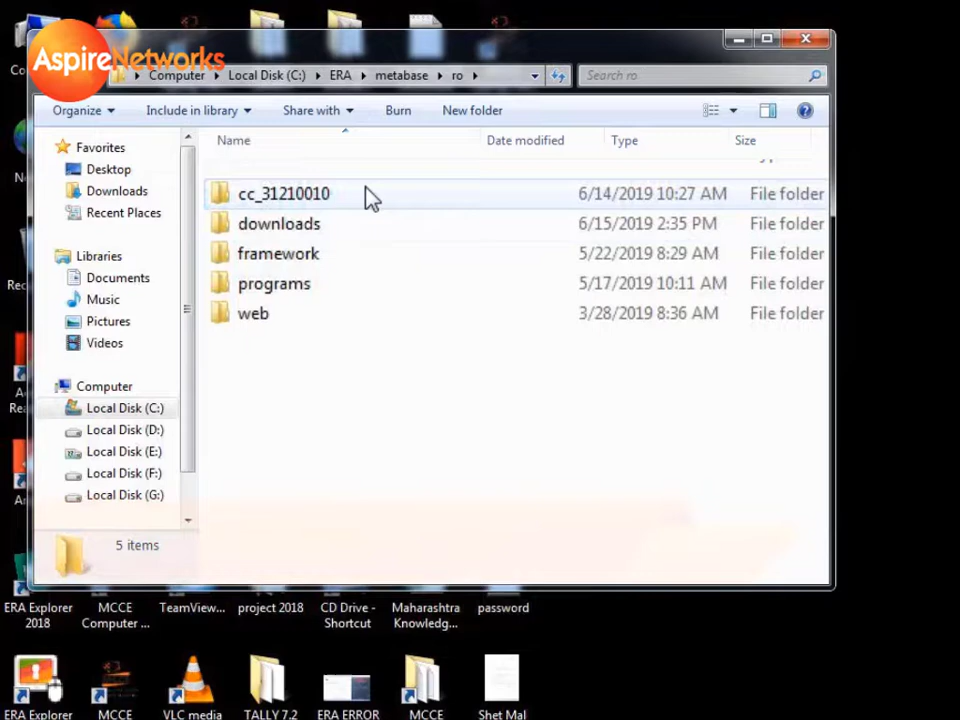 AspireNetworks
Computer Local Disk (C:) ERA metabase ro
Search ro
Organize Include in library Share with Burn New folder
Name Date modified Type Size
Favorites
Desktop
Downloads
Recent Places
Libraries
Documents
Music
Pictures
Videos
Computer
Local Disk (C:)
Local Disk (D:)
Local Disk (E:)
Local Disk (F:)
Local Disk (G:)
cc_31210010 6/14/2019 10:27 AM File folder
downloads 6/15/2019 2:35 PM File folder
framework 5/22/2019 8:29 AM File folder
programs 5/17/2019 10:11 AM File folder
web 3/28/2019 8:36 AM File folder
5 items
ERA Explorer 2018
MCCE Computer ...
TeamView...
project 2018
CD Drive - Shortcut
Maharashtra Knowledg...
password
ERA Explorer
MCCE
VLC media
TALLY 7.2
ERA ERROR
MCCE
Shet Mal